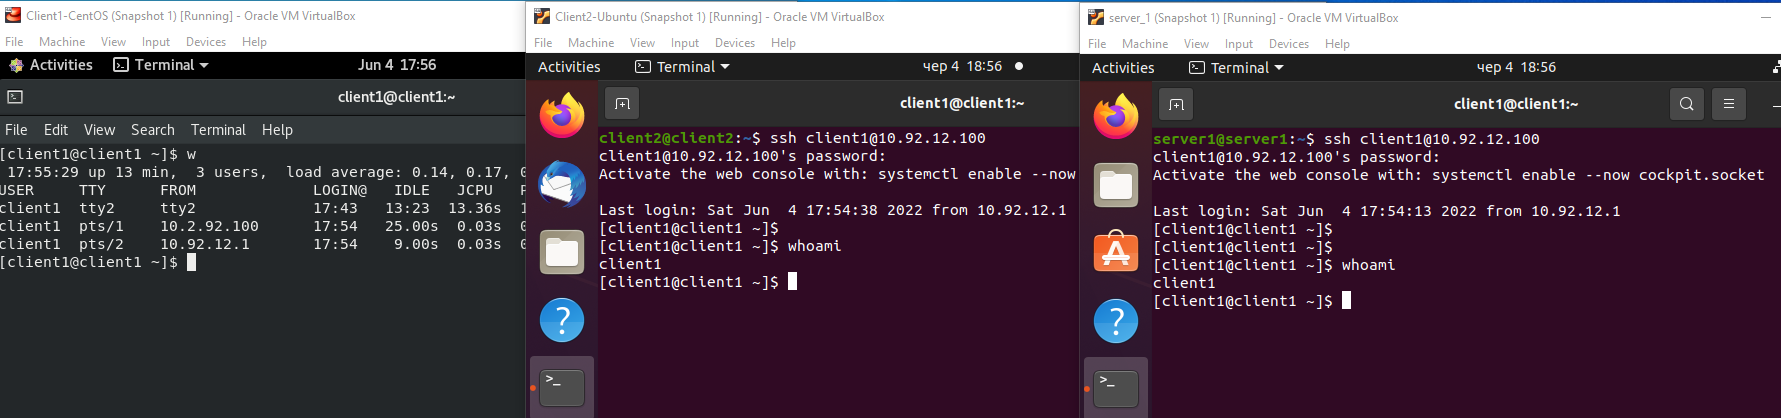 Client1-CentOS (Snapshot 1) [Running] - Oracle VM VirtualBox
File Machine View Input Devices Help
Activities Terminal Jun 4 17:56
client1@client1:~
File Edit View Search Terminal Help
[client1@client1 ~]$ w
17:55:29 up 13 min, 3 users, load average: 0.14, 0.17,
USER TTY FROM LOGIN@ IDLE JCPU
client1 tty2 tty2 17:43 13:23 13.36s
client1 pts/1 10.2.92.100 17:54 25.00s 0.03s
client1 pts/2 10.92.12.1 17:54 9.00s 0.03s
[client1@client1 ~]$
Client2-Ubuntu (Snapshot 1) [Running] - Oracle VM VirtualBox
File Machine View Input Devices Help
Activities Terminal чер 4 18:56
client1@client1:~
client2@client2:~$ ssh client1@10.92.12.100
client1@10.92.12.100's password:
Activate the web console with: systemctl enable --now
Last login: Sat Jun 4 17:54:38 2022 from 10.92.12.1
[client1@client1 ~]$
[client1@client1 ~]$ whoami
client1
[client1@client1 ~]$
server_1 (Snapshot 1) [Running] - Oracle VM VirtualBox
File Machine View Input Devices Help
Activities Terminal чер 4 18:56
client1@client1:~
server1@server1:~$ ssh client1@10.92.12.100
client1@10.92.12.100's password:
Activate the web console with: systemctl enable --now cockpit.socket
Last login: Sat Jun 4 17:54:13 2022 from 10.92.12.1
[client1@client1 ~]$
[client1@client1 ~]$
[client1@client1 ~]$ whoami
client1
[client1@client1 ~]$